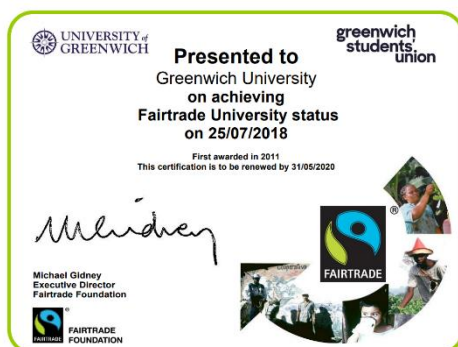 UNIVERSITY of
GREENWICH
greenwich
students'
union
Presented to
Greenwich University
on achieving
Fairtrade University status
on 25/07/2018
First awarded in 2011
This certification is to be renewed by 31/05/2020
Michael Gidney
Executive Director
Fairtrade Foundation
®
FAIRTRADE
®
FAIRTRADE
FOUNDATION